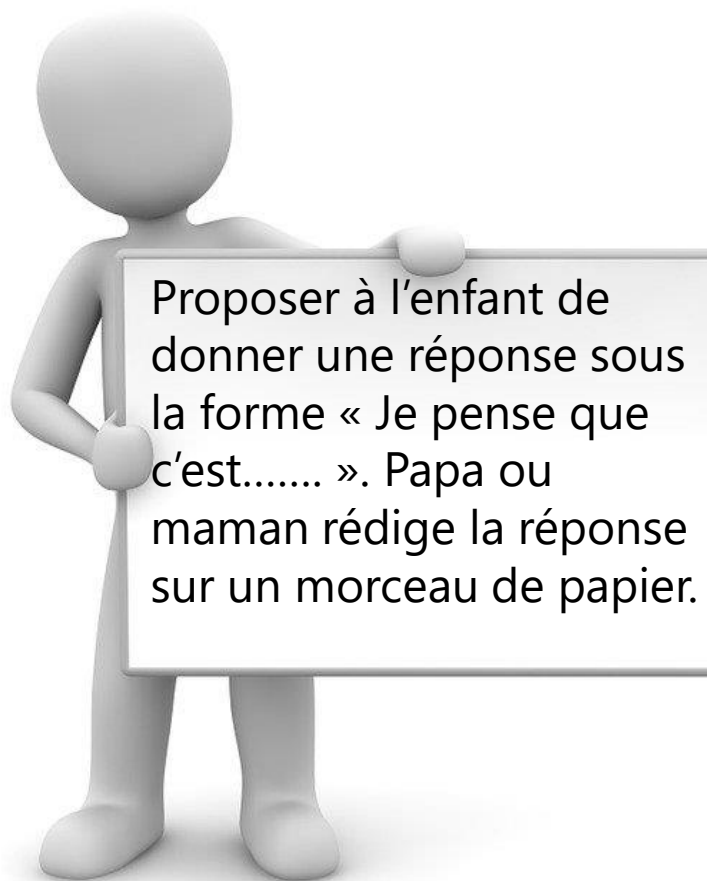 Proposer à l’enfant de
donner une réponse sous
la forme « Je pense que
c’est....... ». Papa ou
maman rédige la réponse
sur un morceau de papier.